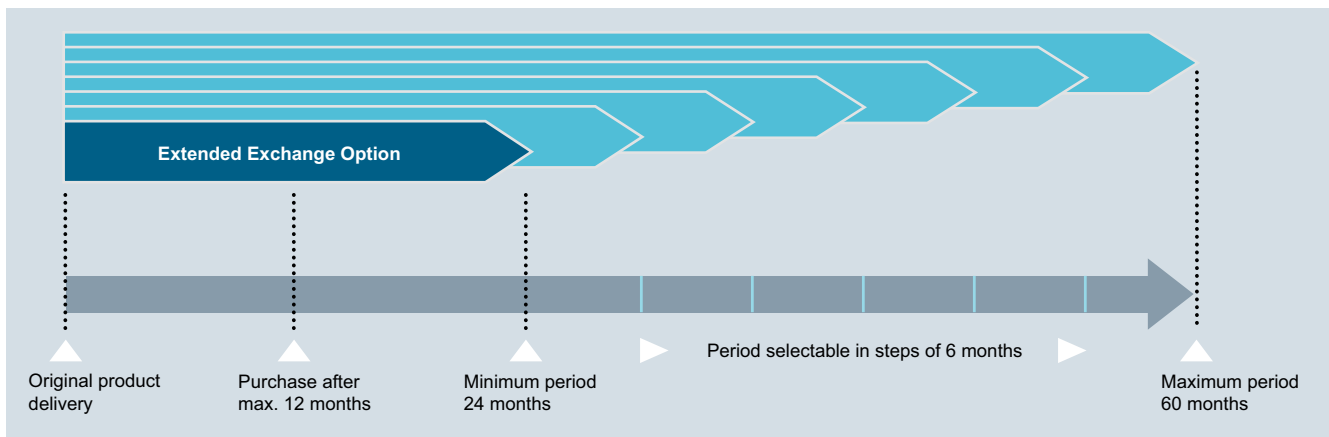 Extended Exchange Option
Original product
delivery
Purchase after
max. 12 months
Minimum period
24 months
Period selectable in steps of 6 months
Maximum period
60 months